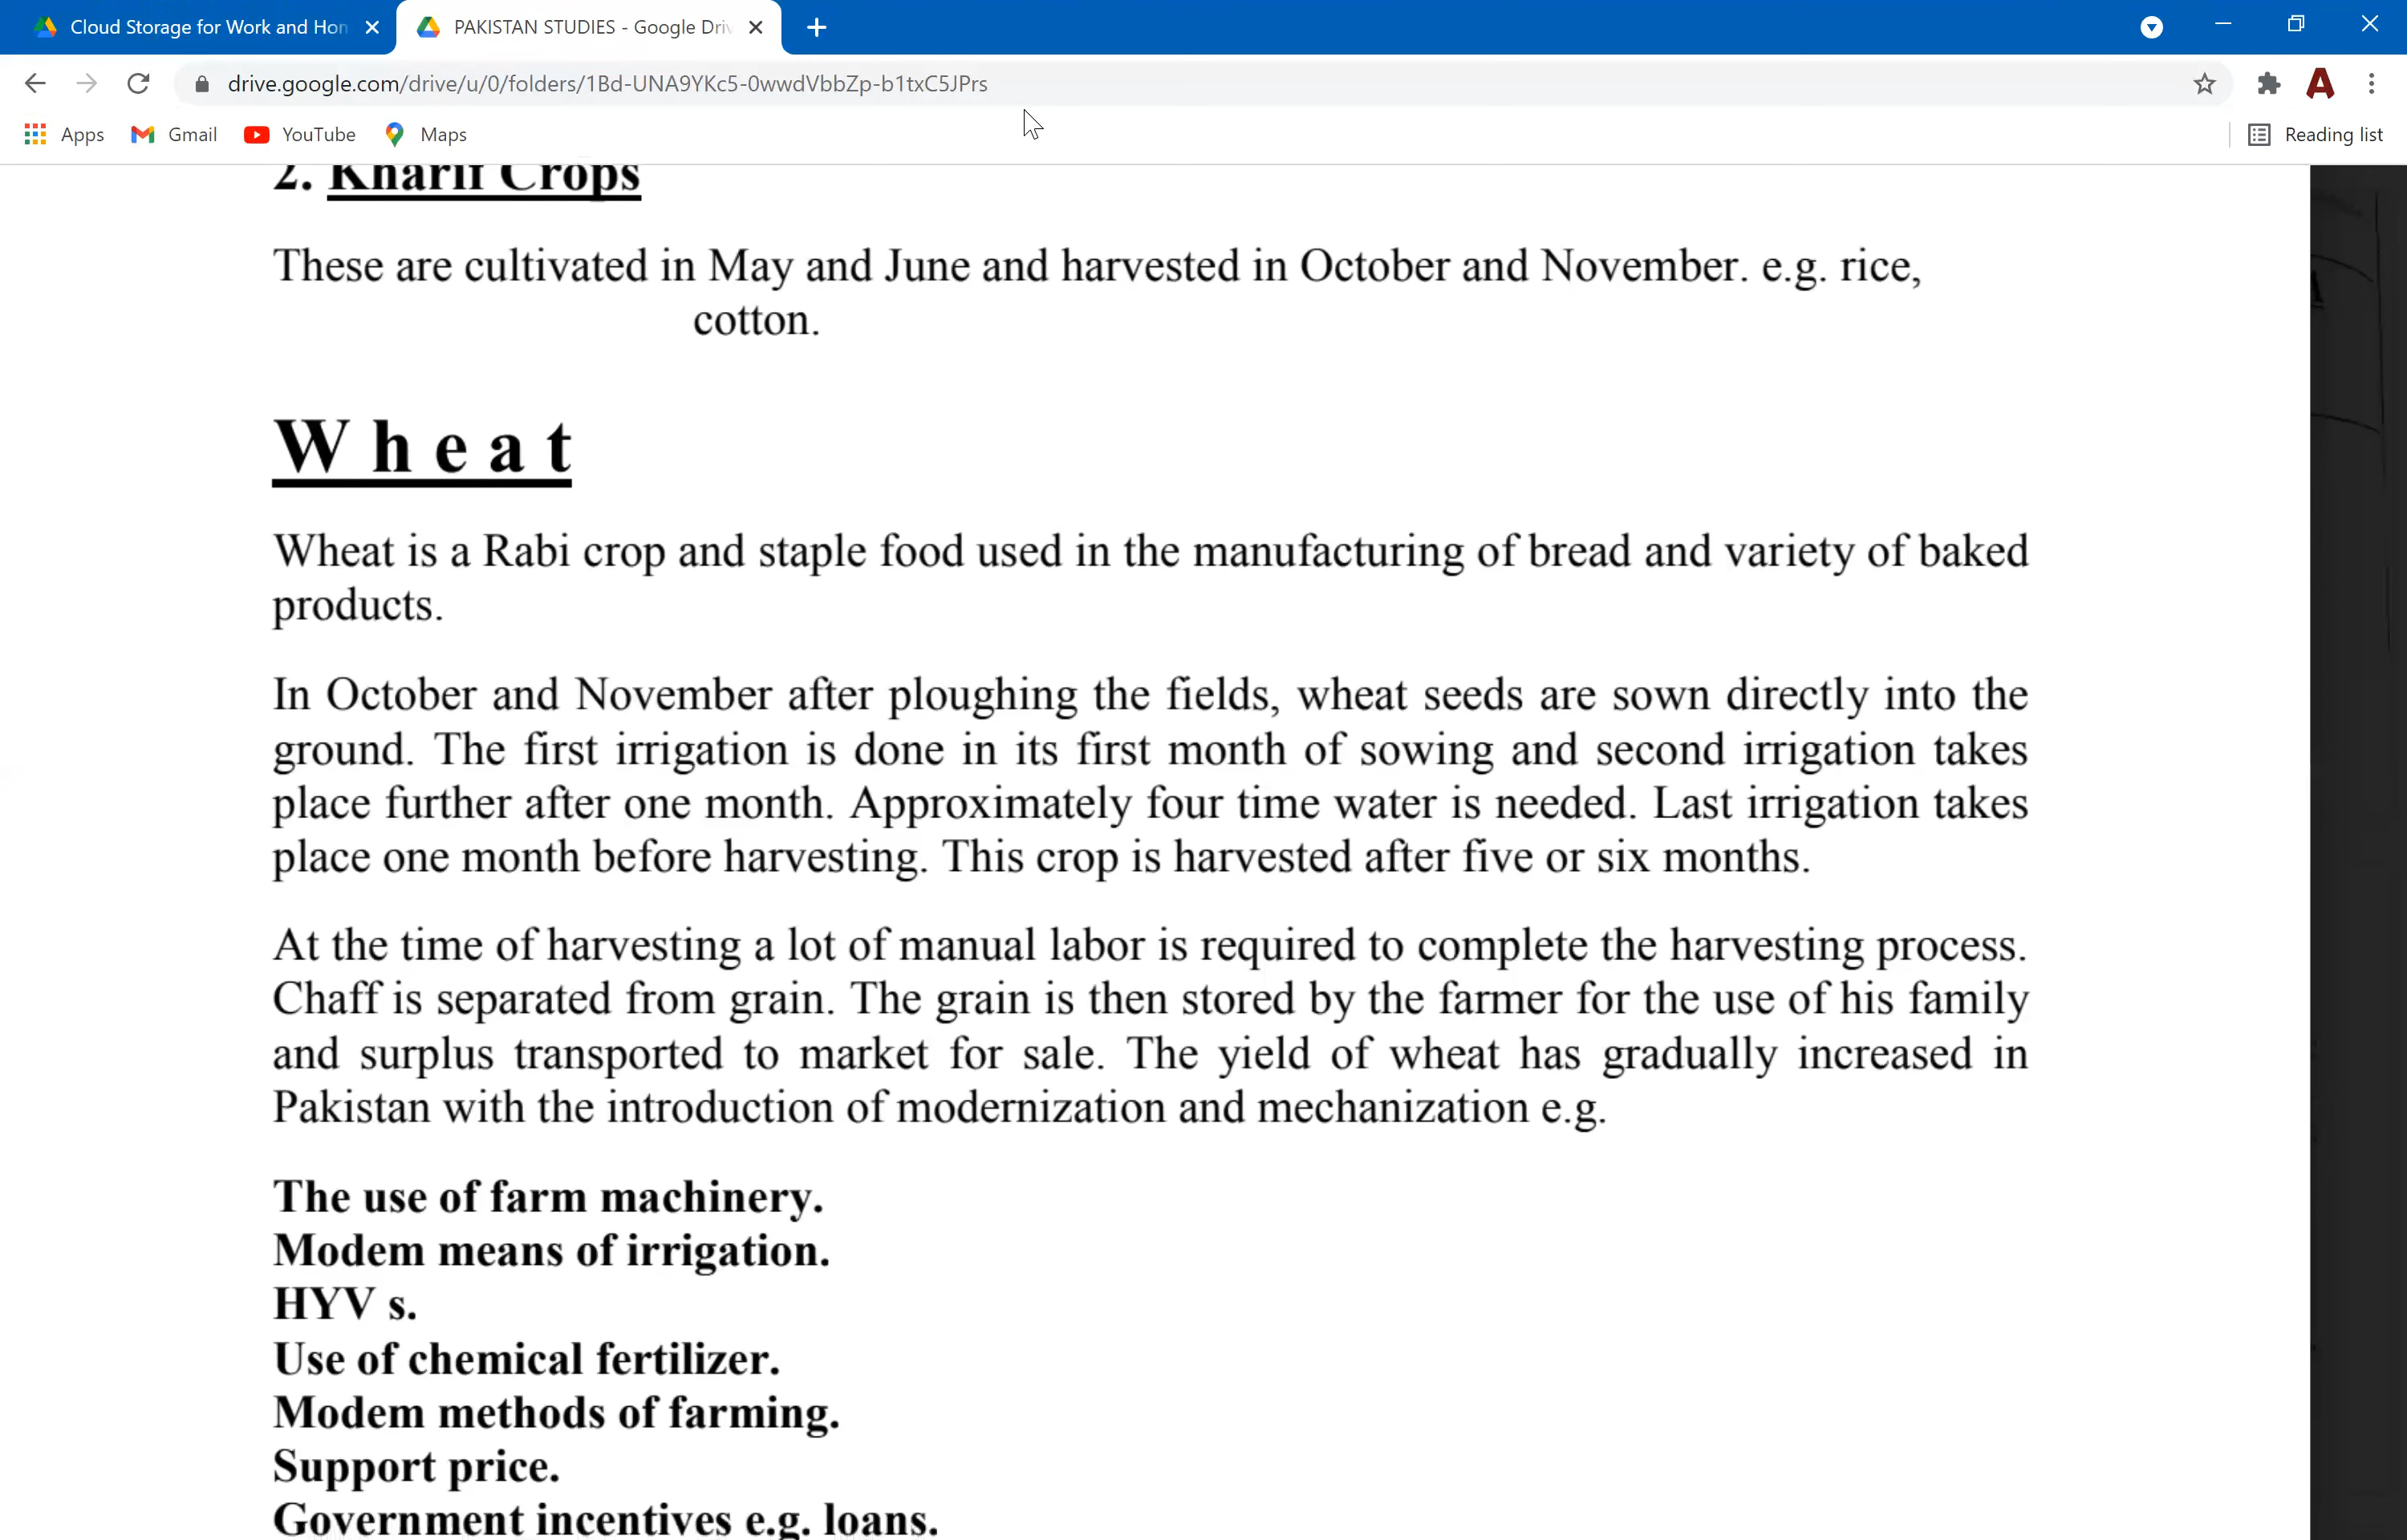 Cloud Storage for Work and Hon
PAKISTAN STUDIES - Google Driv
drive.google.com/drive/u/0/folders/1Bd-UNA9YKc5-0wwdVbbZp-b1txC5JPrs
A
Apps Gmail YouTube Maps Reading list
2. Kharif Crops
These are cultivated in May and June and harvested in October and November. e.g. rice,
cotton.
W h e a t
Wheat is a Rabi crop and staple food used in the manufacturing of bread and variety of baked
products.
In October and November after ploughing the fields, wheat seeds are sown directly into the
ground. The first irrigation is done in its first month of sowing and second irrigation takes
place further after one month. Approximately four time water is needed. Last irrigation takes
place one month before harvesting. This crop is harvested after five or six months.
At the time of harvesting a lot of manual labor is required to complete the harvesting process.
Chaff is separated from grain. The grain is then stored by the farmer for the use of his family
and surplus transported to market for sale. The yield of wheat has gradually increased in
Pakistan with the introduction of modernization and mechanization e.g.
The use of farm machinery.
Modem means of irrigation.
HYV s.
Use of chemical fertilizer.
Modem methods of farming.
Support price.
Government incentives e.g. loans.